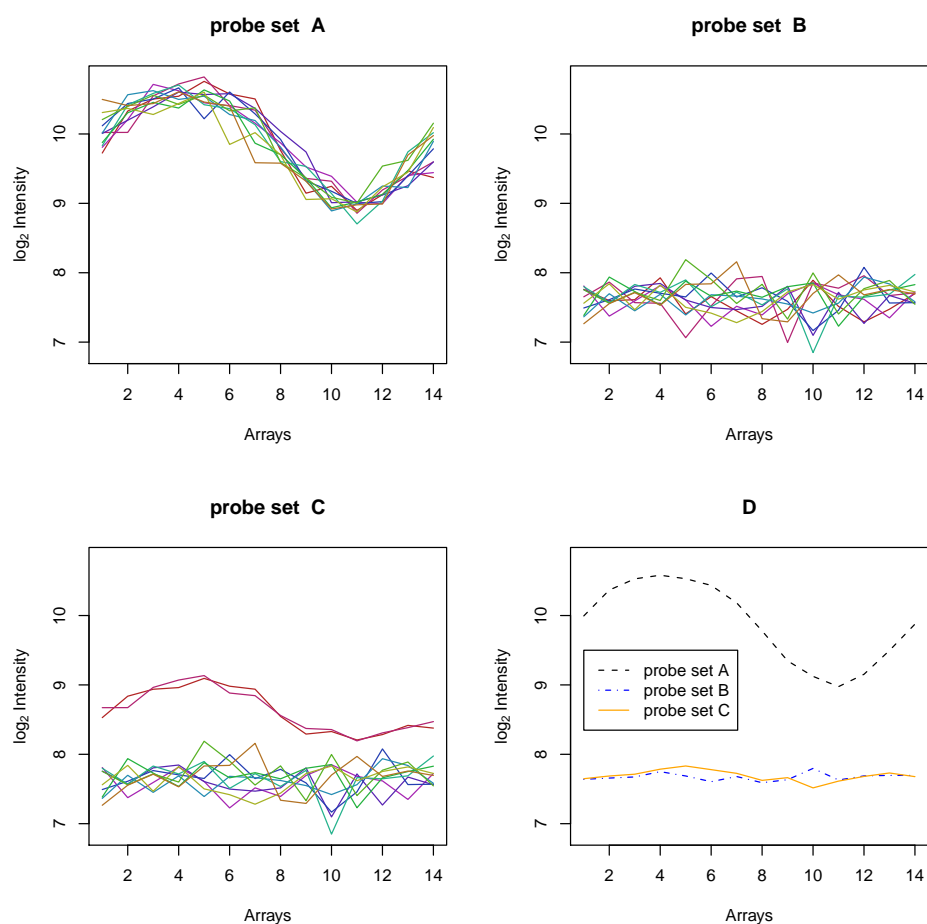 probe set A
log2 Intensity
10
9
8
7
2 4 6 8 10 12 14
Arrays
probe set B
log2 Intensity
10
9
8
7
2 4 6 8 10 12 14
Arrays
probe set C
log2 Intensity
10
9
8
7
2 4 6 8 10 12 14
Arrays
D
log2 Intensity
10
9
8
7
probe set A
probe set B
probe set C
2 4 6 8 10 12 14
Arrays